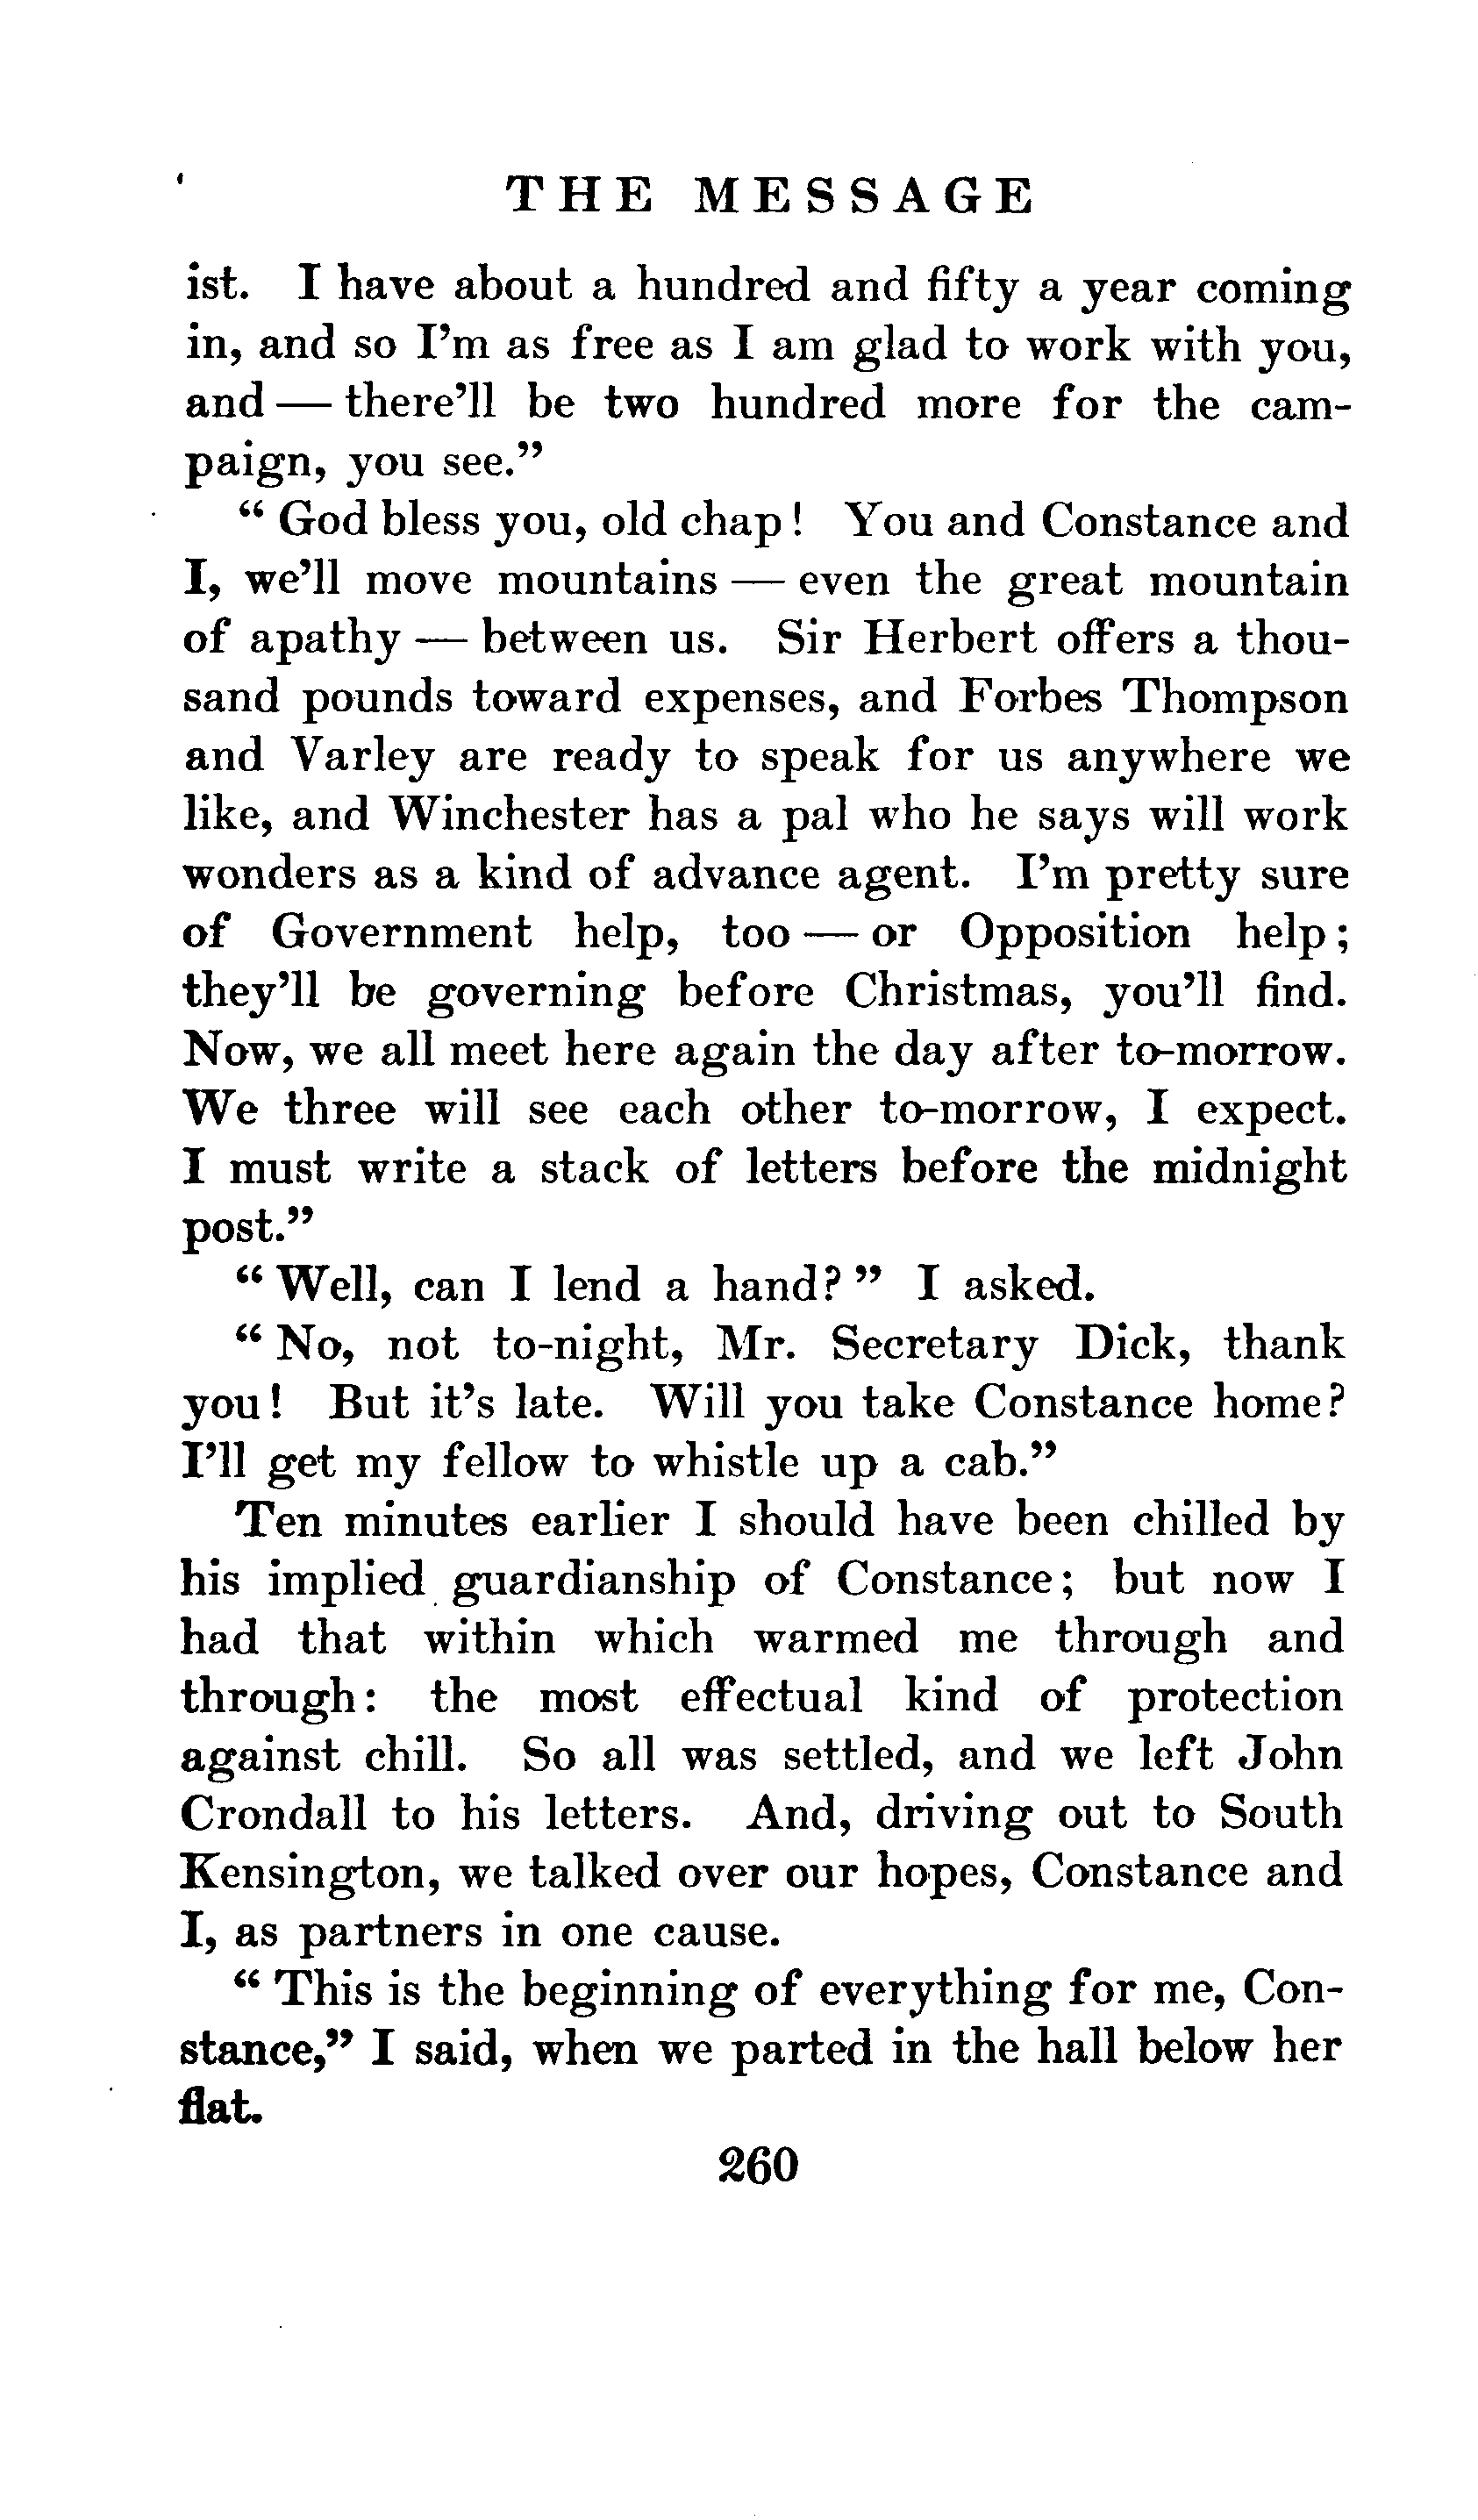 THE MESSAGE
ist. I have about a hundred and fifty a year coming
in, and so I'm as free as I am glad to work with you,
and — there'll be two hundred more for the cam-
paign, you see."
" God bless you, old chap ! You and Constance and
I, we'll move mountains — even the great mountain
of apathy — between us. Sir Herbert offers a thou-
sand pounds toward expenses, and Forbes Thompson
and Varley are ready to speak for us anywhere we
like, and Winchester has a pal who he says will work
wonders as a kind of advance agent. I'm pretty sure
of Government help, too — or Opposition help ;
they'll be governing before Christmas, you'll find.
Now, we all meet here again the day after to-morrow.
We three will see each other to-morrow, I expect.
I must write a stack of letters before the midnight
post."
" Well, can I lend a hand? " I asked.
" No, not to-night, Mr. Secretary Dick, thank
you ! But it's late. Will you take Constance home?
I'll get my fellow to whistle up a cab."
Ten minutes earlier I should have been chilled by
his implied guardianship of Constance; but now I
had that within which warmed me through and
through: the most effectual kind of protection
against chill. So all was settled, and we left John
Crondall to his letters. And, driving out to South
Kensington, we talked over our hopes, Constance and
I, as partners in one cause.
" This is the beginning of everything for me, Con-
stance," I said, when we parted in the hall below her
flat.
260